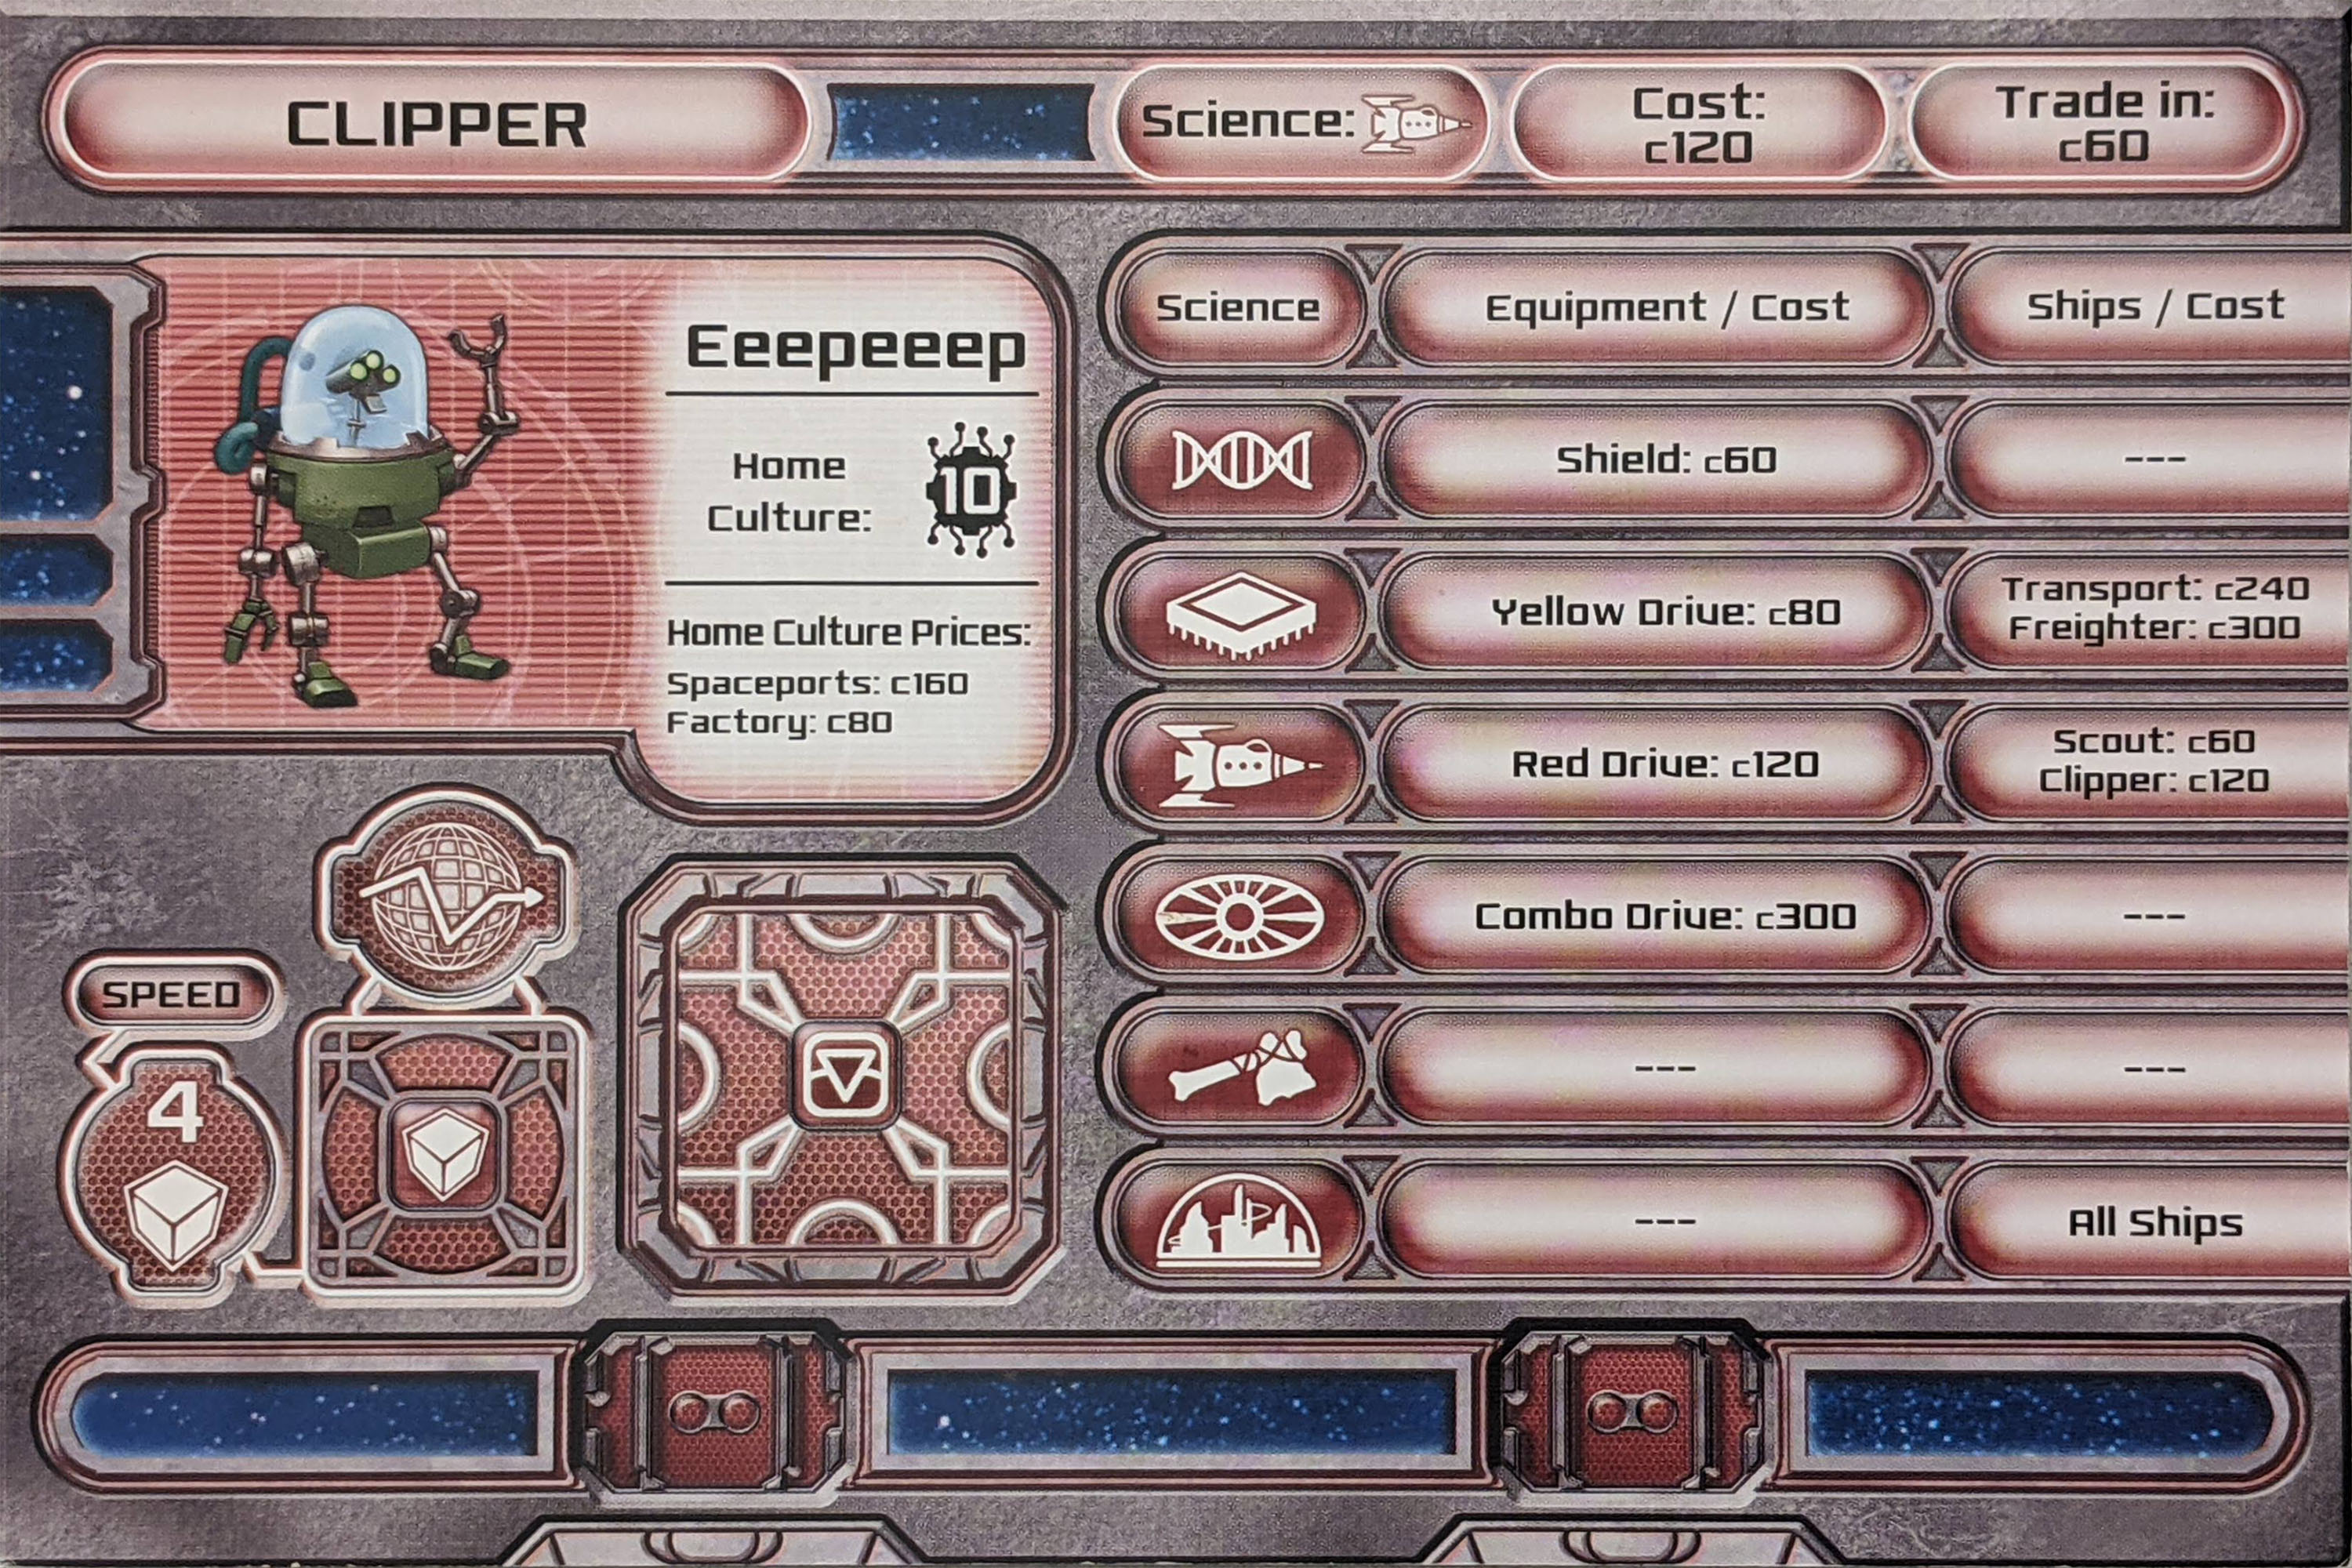 CLIPPER
Science:
Cost:
c120
Trade in:
c60
Eeepeeep
Home
Culture:
10
Home Culture Prices:
Spaceports: c160
Factory: c80
SPEED
4
Science
Equipment / Cost
Ships / Cost
Shield: c60
---
Yellow Drive: c80
Transport: c240
Freighter: c300
Red Drive: c120
Scout: c60
Clipper: c120
Combo Drive: c300
---
---
---
---
All Ships